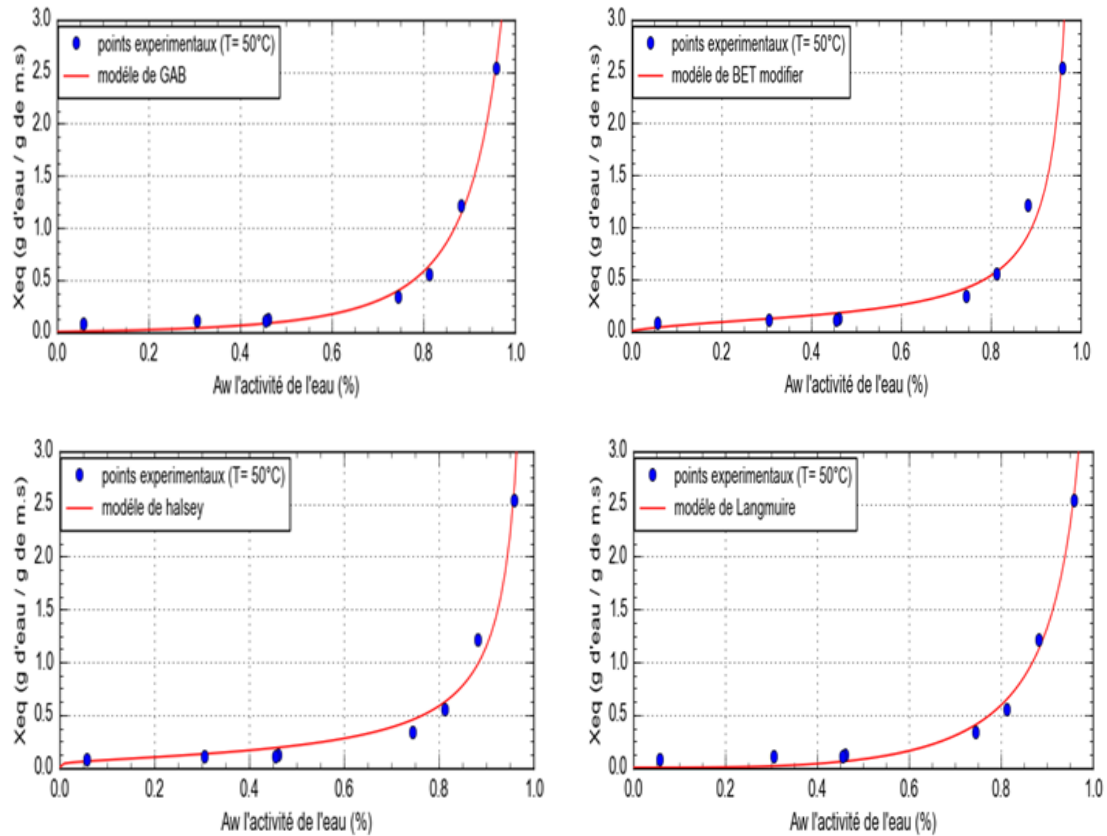 3.0
2.5
2.0
1.5
1.0
0.5
0.0
Xeq (g d'eau / g de m.s)
points experimentaux (T= 50°C)
modéle de GAB
0.0 0.2 0.4 0.6 0.8 1.0
Aw l'activité de l'eau (%)
3.0
2.5
2.0
1.5
1.0
0.5
0.0
Xeq (g d'eau / g de m.s)
points experimentaux (T= 50°C)
modéle de BET modifier
0.0 0.2 0.4 0.6 0.8 1.0
Aw l'activité de l'eau (%)
3.0
2.5
2.0
1.5
1.0
0.5
0.0
Xeq (g d'eau / g de m.s)
points experimentaux (T= 50°C)
modéle de halsey
0.0 0.2 0.4 0.6 0.8 1.0
Aw l'activité de l'eau (%)
3.0
2.5
2.0
1.5
1.0
0.5
0.0
Xeq (g d'eau / g de m.s)
points experimentaux (T= 50°C)
modéle de Langmuire
0.0 0.2 0.4 0.6 0.8 1.0
Aw l'activité de l'eau (%)